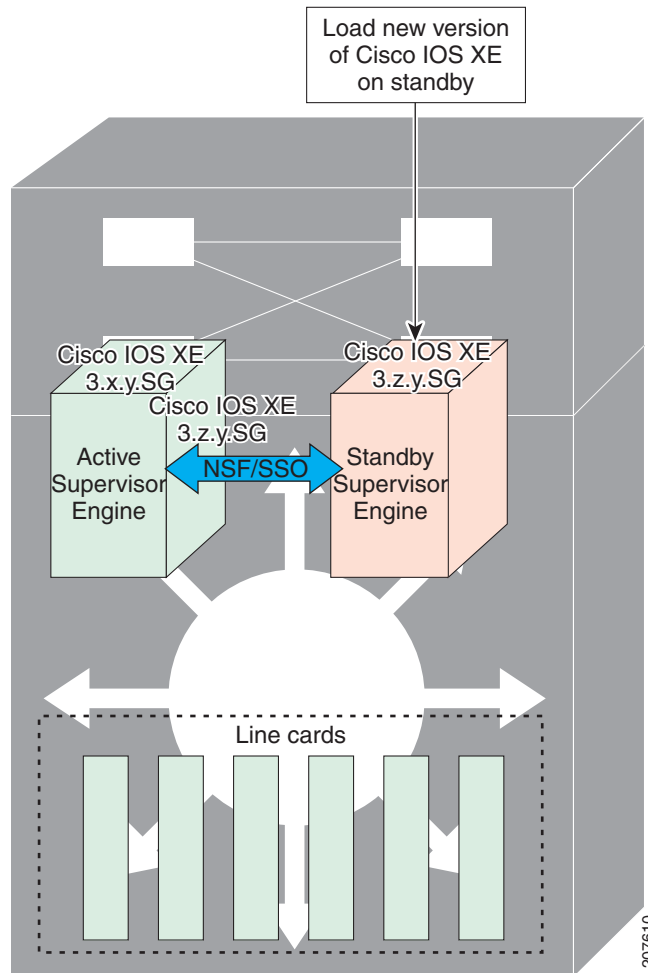 Load new version
of Cisco IOS XE
on standby
Cisco IOS XE
3.x.y.SG
Cisco IOS XE
3.z.y.SG
Cisco IOS XE
3.z.y.SG
Active
Supervisor
Engine
NSF/SSO
Standby
Supervisor
Engine
Line cards
207610